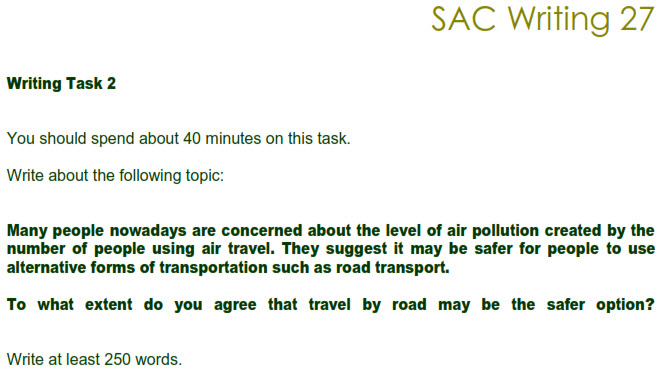 SAC Writing 27
Writing Task 2
You should spend about 40 minutes on this task.
Write about the following topic:
Many people nowadays are concerned about the level of air pollution created by the
number of people using air travel. They suggest it may be safer for people to use
alternative forms of transportation such as road transport.
To what extent do you agree that travel by road may be the safer option?
Write at least 250 words.